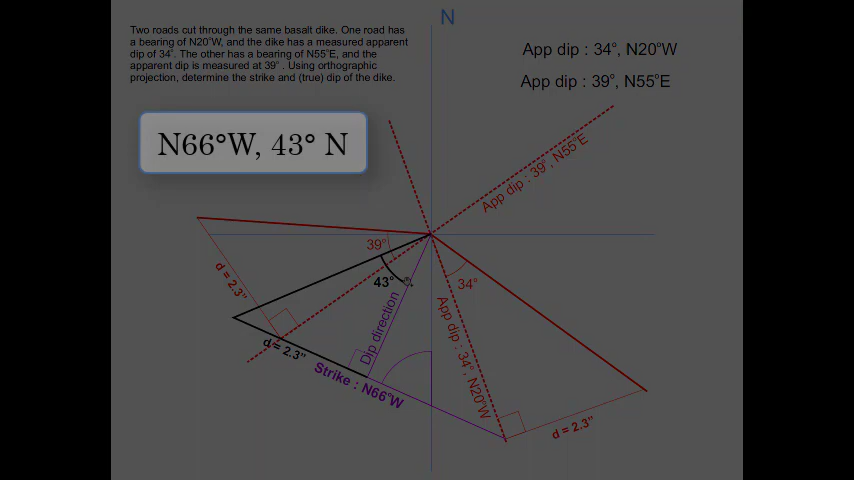 N
Two roads cut through the same basalt dike. One road has
a bearing of N20°W, and the dike has a measured apparent
dip of 34°. The other has a bearing of N55°E, and the
apparent dip is measured at 39° . Using orthographic
projection, determine the strike and (true) dip of the dike.
App dip : 34°, N20°W
App dip : 39°, N55°E
N66°W, 43° N
App dip : 39°, N55°E
39°
d = 2.3"
43°
34°
Dip direction
App dip : 34°, N20°W
d = 2.3"
Strike : N66°W
d = 2.3"